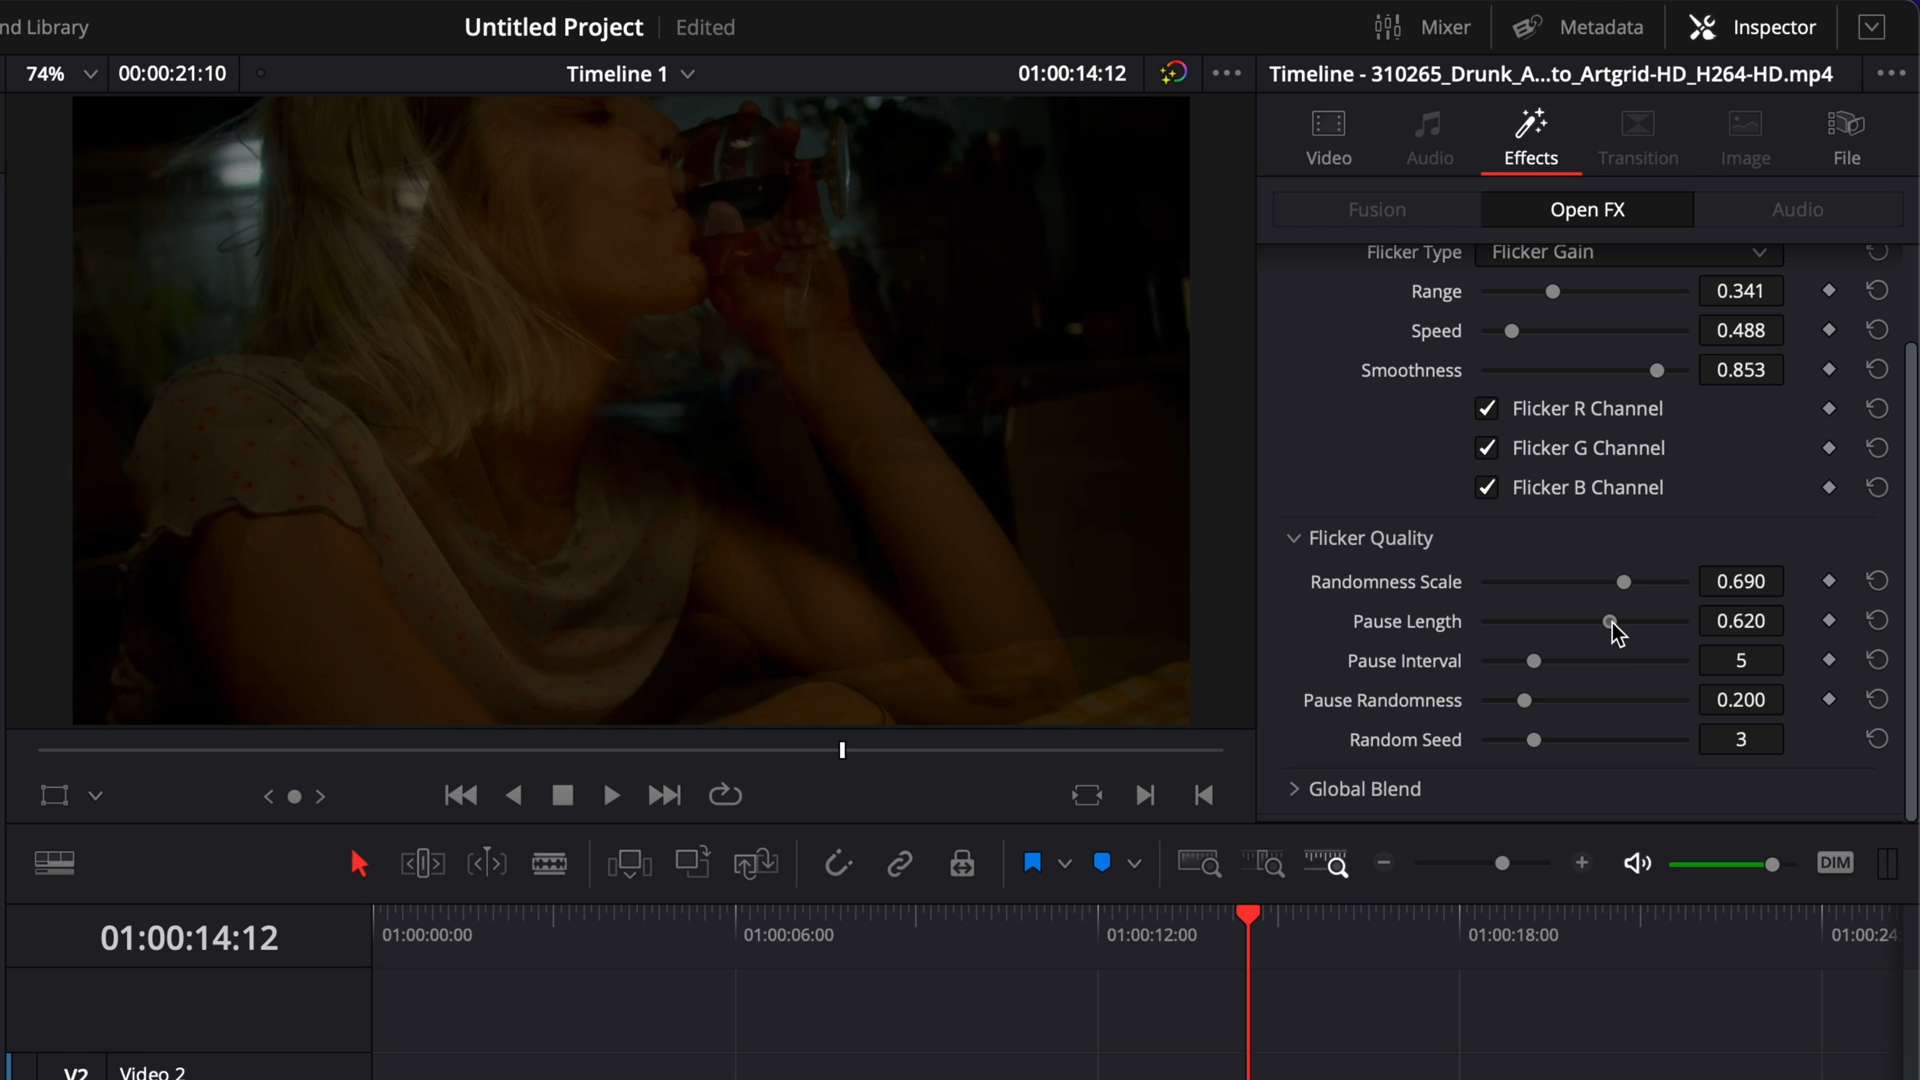 nd Library
Untitled Project
Edited
Mixer
Metadata
Inspector
74%
00:00:21:10
Timeline 1
01:00:14:12
Timeline - 310265_Drunk_A...to_Artgrid-HD_H264-HD.mp4
Video
Audio
Effects
Transition
Image
File
Fusion
Open FX
Audio
Flicker Type
Flicker Gain
Range
0.341
Speed
0.488
Smoothness
0.853
Flicker R Channel
Flicker G Channel
Flicker B Channel
Flicker Quality
Randomness Scale
0.690
Pause Length
0.620
Pause Interval
5
Pause Randomness
0.200
Random Seed
3
Global Blend
DIM
01:00:14:12
01:00:00:00
01:00:06:00
01:00:12:00
01:00:18:00
01:00:24
V2
Video 2